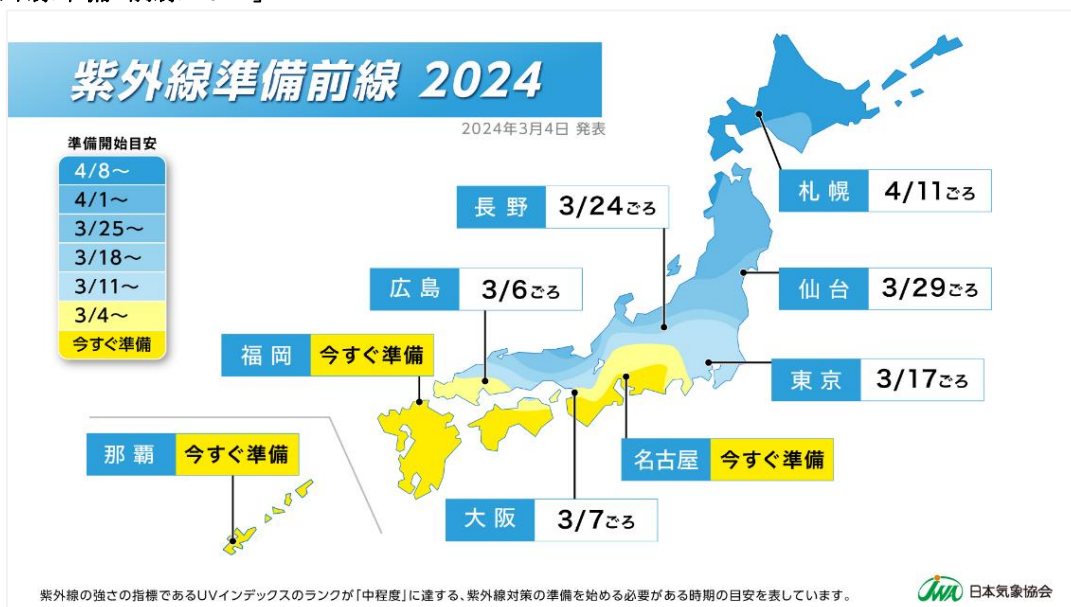 紫外線準備前線 2024
2024年3月4日 発表
準備開始目安
4/8～
4/1～
3/25～
3/18～
3/11～
3/4～
今すぐ準備
札幌 4/11ごろ
長野 3/24ごろ
仙台 3/29ごろ
広島 3/6ごろ
福岡 今すぐ準備
東京 3/17ごろ
那覇 今すぐ準備
名古屋 今すぐ準備
大阪 3/7ごろ
紫外線の強さの指標であるUVインデックスのランクが「中程度」に達する、紫外線対策の準備を始める必要がある時期の目安を表しています。
JWA 日本気象協会